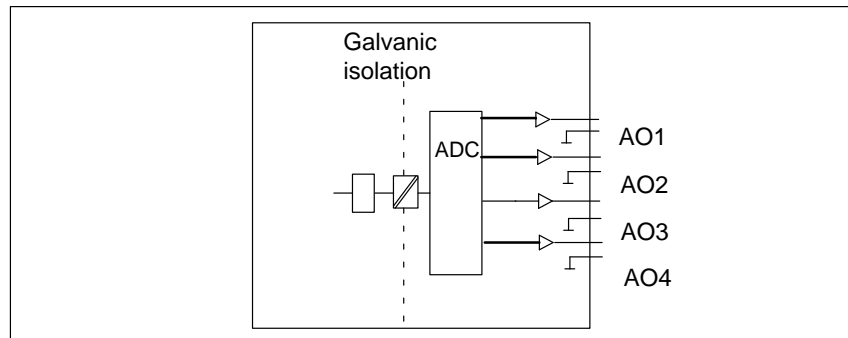 Galvanic
isolation
ADC
AO1
AO2
AO3
AO4